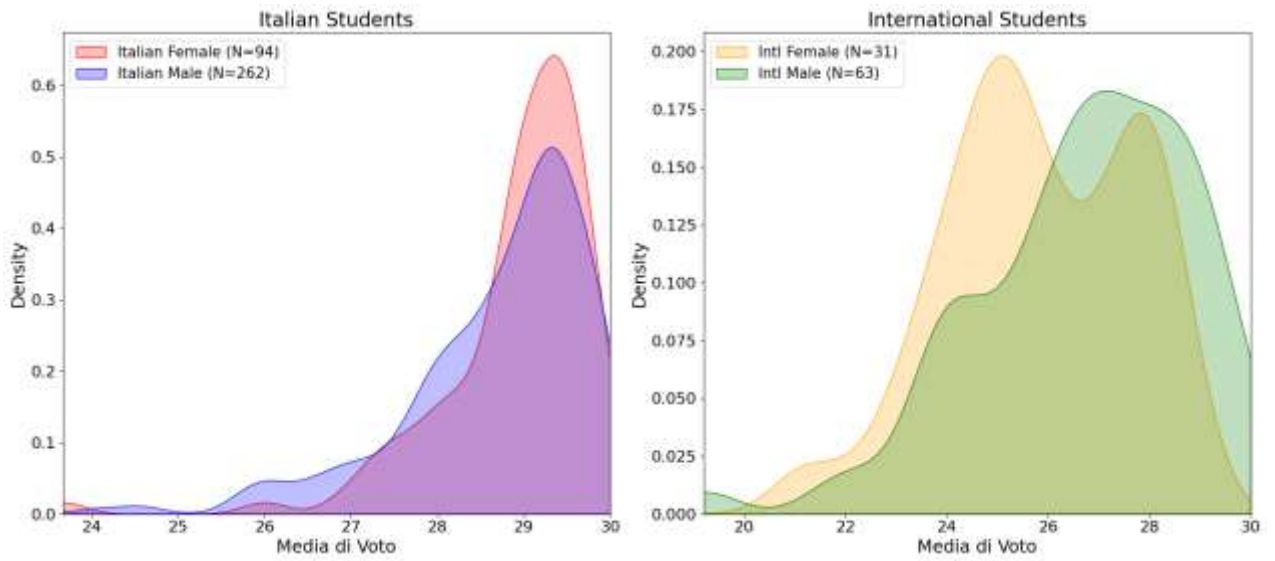 Italian Students
Italian Female (N=94)
Italian Male (N=262)
0.6
0.5
0.4
0.3
0.2
0.1
0.0
Density
24 25 26 27 28 29 30
Media di Voto
International Students
Intl Female (N=31)
Intl Male (N=63)
0.200
0.175
0.150
0.125
0.100
0.075
0.050
0.025
0.000
Density
20 22 24 26 28 30
Media di Voto